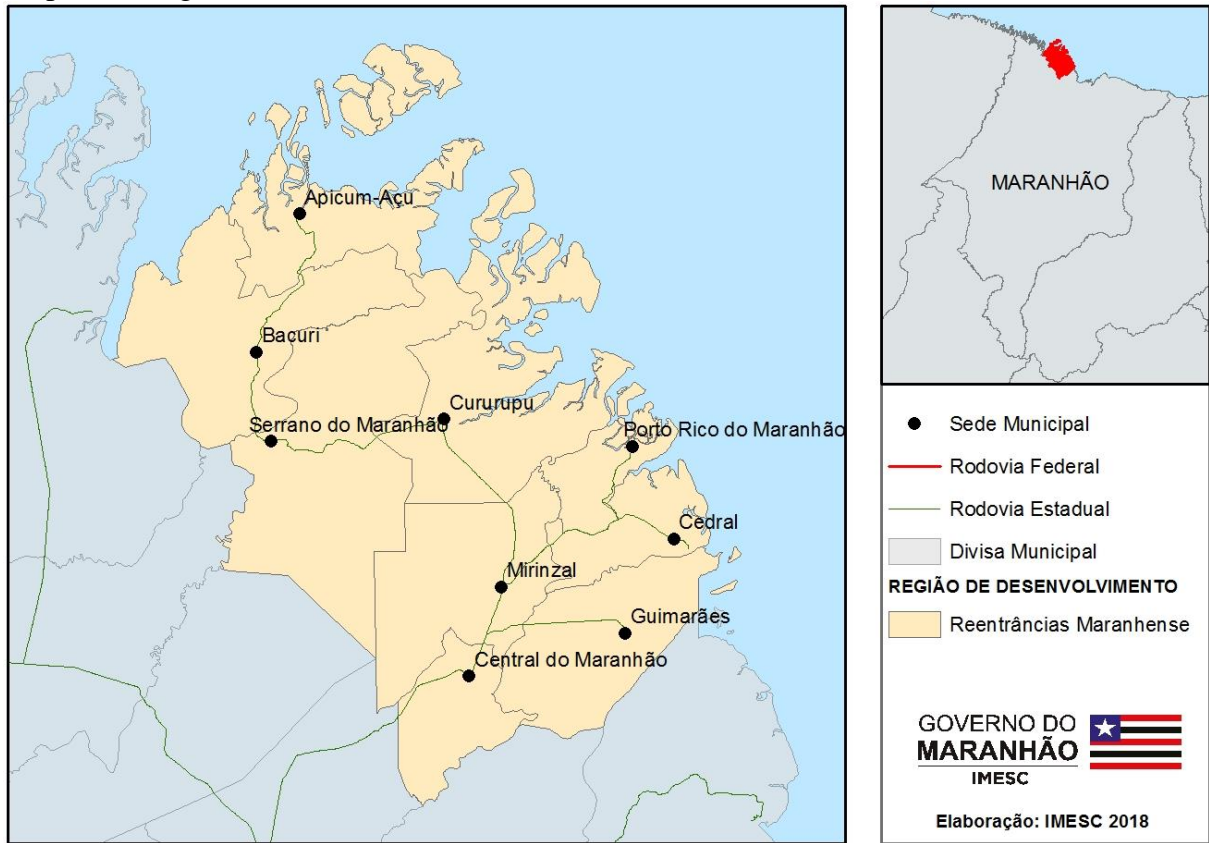 Apicum-Açu
Bacuri
Cururupu
Serrano do Maranhão
Porto Rico do Maranhão
Cedral
Mirinzal
Guimarães
Central do Maranhão
MARANHÃO
Sede Municipal
Rodovia Federal
Rodovia Estadual
Divisa Municipal
REGIÃO DE DESENVOLVIMENTO
Reentrâncias Maranhense
GOVERNO DO
MARANHÃO
IMESC
Elaboração: IMESC 2018